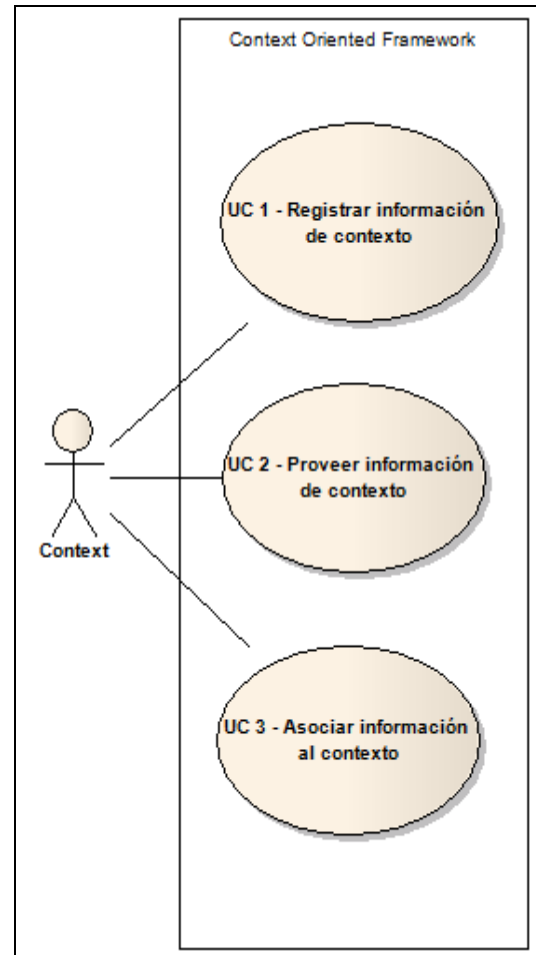 Context Oriented Framework
UC 1 - Registrar información
de contexto
UC 2 - Proveer información
de contexto
Context
UC 3 - Asociar información
al contexto